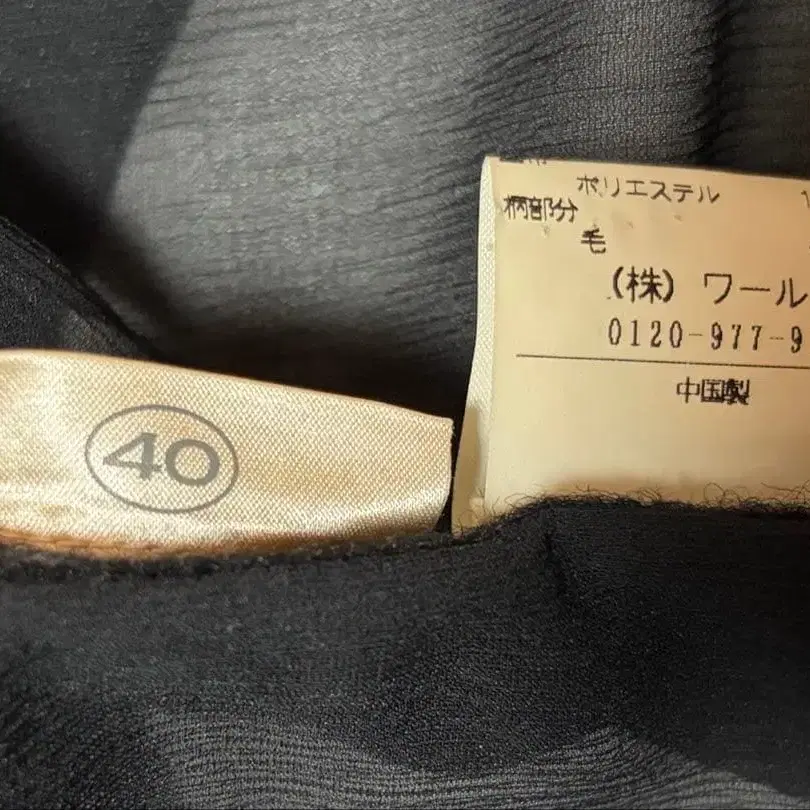 40
ポリエステル
柄部分
毛
(株) ワール
0120-977-9
中国製